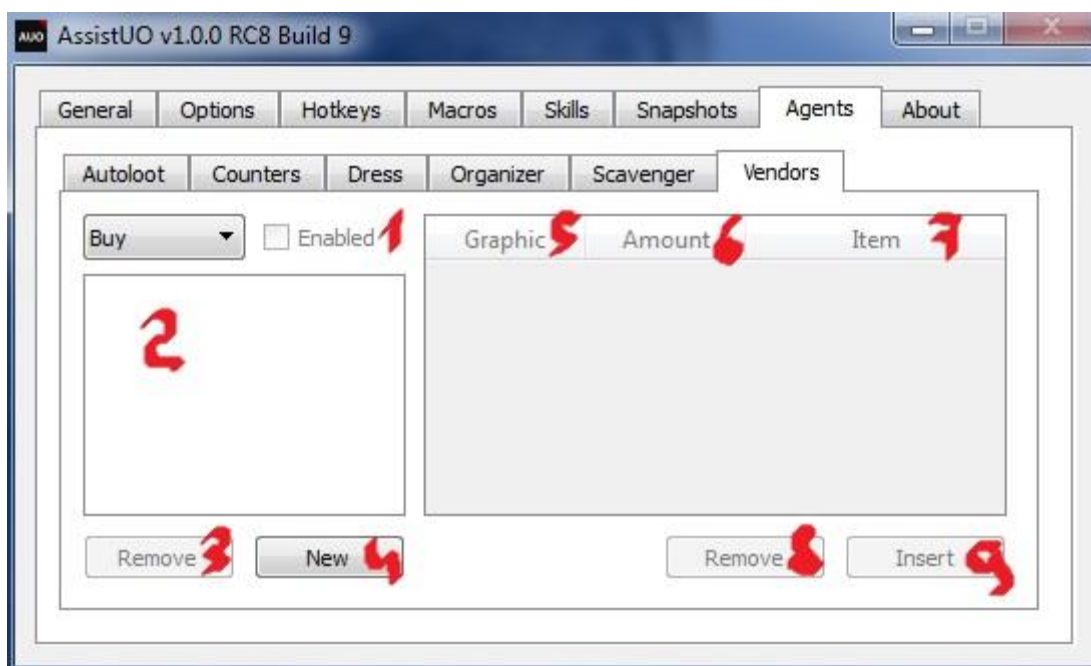 AUO AssistUO v1.0.0 RC8 Build 9
General Options Hotkeys Macros Skills Snapshots Agents About
Autoloot Counters Dress Organizer Scavenger Vendors
Buy Enabled 1 Graphic 5 Amount 6 Item 7
2
Remove 3 New 4 Remove 8 Insert 9